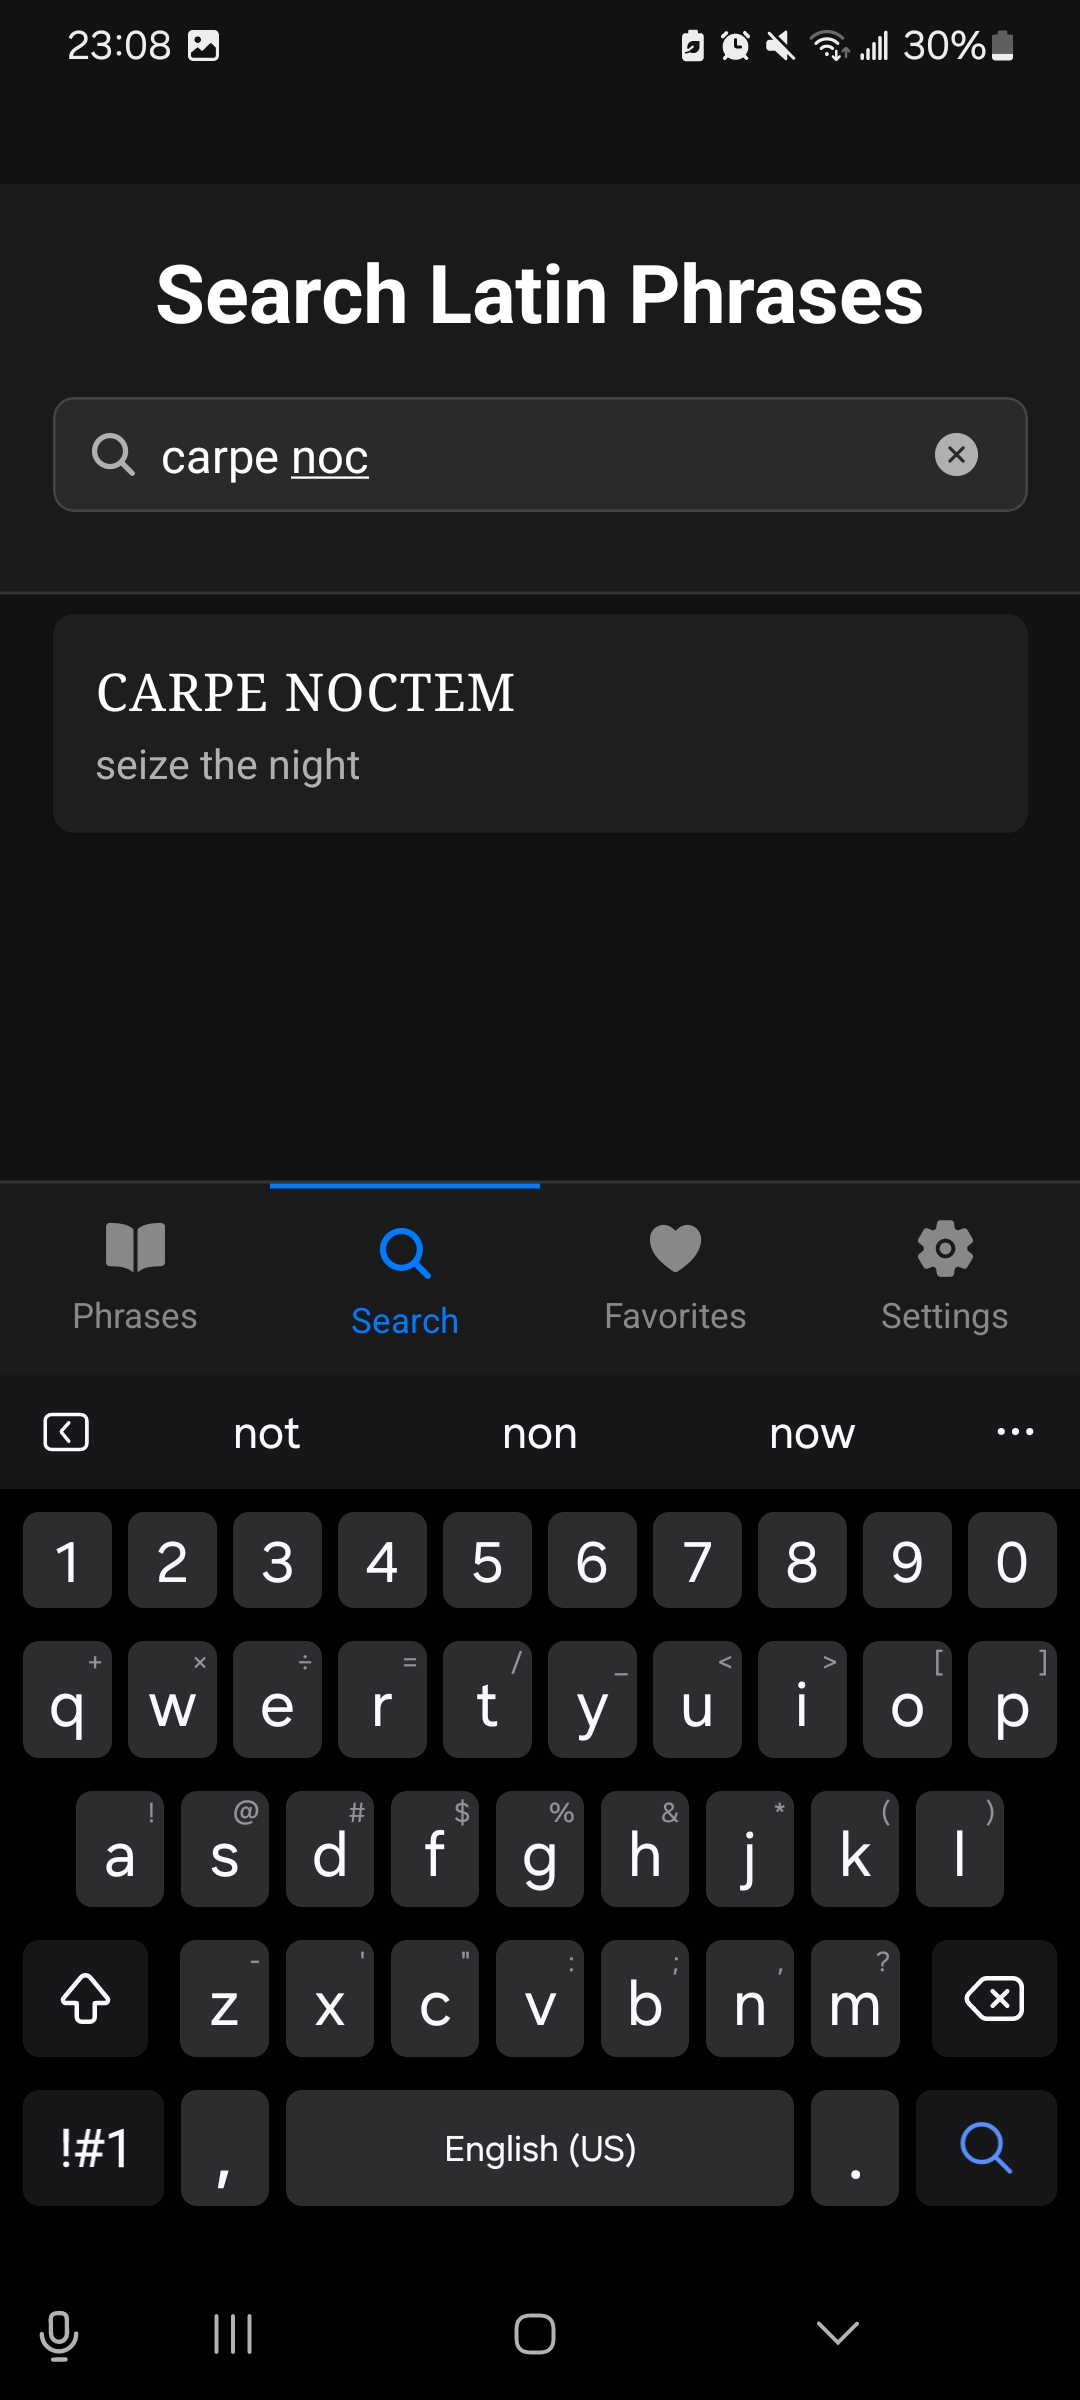 23:08 30%
Search Latin Phrases
carpe noc
CARPE NOCTEM
seize the night
Phrases Search Favorites Settings
not non now ...
1 2 3 4 5 6 7 8 9 0
+ × ÷ = / _ < > [ ]
q w e r t y u i o p
! @ # $ % & * ( )
a s d f g h j k l
- ' " : ; , ?
z x c v b n m
!#1 , English (US) .